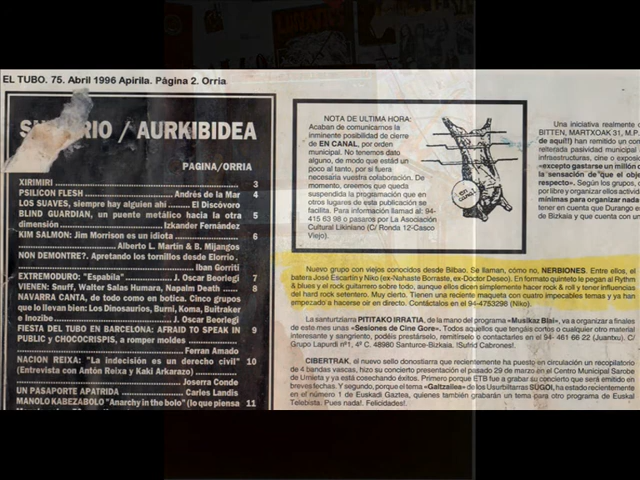 EL TUBO. 75. Abril 1996 Apirila. Página 2. Orria
RIO / AURKIBIDEA
PAGINA/ORRIA
XIRIMIRI 3
PSILICON FLESH Andrés de la Mar 4
LOS SUAVES, siempre hay alguien ahí El Discóvoro
BLIND GUARDIAN, un puente metálico hacia la otra 5
dimensión Izkander Fernández
KIM SALMON: Jim Morrison es un idiota 6
Alberto L. Martín & B. Mijangos
NON DEMONTRE?. Apretando los tornillos desde Elorrio.
Iban Gorriti
EXTREMODURO: "Espabila" J. Oscar Beorlegi 7
VIENEN: Snuff, Walter Salas Humara, Napalm Death 8
NAVARRA CANTA, de todo como en botica. Cinco grupos
que lo llevan bien: Los Dinosaurios, Burni, Koma, Buitraker
e Inozibe J. Oscar Beorlegi
FIESTA DEL TUBO EN BARCELONA: AFRAID TO SPEAK IN 9
PUBLIC y CHOCOCRISPIS, a romper moldes
Ferran Amado
NACION REIXA: "La indecisión es un derecho civil" 10
(Entrevista con Antón Reixa y Kaki Arkarazo)
Joserra Conde
UN PASAPORTE APATRIDA Carles Landis
MANOLO KABEZABOLO "Anarchy in the bolo" (lo que piensa 11
NOTA DE ULTIMA HORA:
Acaban de comunicarnos la
inminente posibilidad de cierre
de EN CANAL, por orden
municipal. No tenemos dato
alguno, de modo que estád un
poco al tanto, por si fuera
necesaria vuestra colaboración. De
momento, creemos que queda
suspendida la programación que en
otros lugares de esta publicación se
facilita. Para información llamad al: 94-
415 63 98 o pasaros por La Asociación
Cultural Likiniano (C/ Ronda 12-Casco
Viejo).
EN CANAL
Una iniciativa realmente
BITTEN, MARTXOAK 31, M.P.
de aquí!!) han remitido un com
reiterada pasividad municipal
infraestructuras, cine o exposi
«excepto gastarse un millón
la sensación de "que el obje
respecto». Según los grupos,
por libre y organizar ellos activid
mínimas para organizar nada
tener en cuenta que Durango e
de Bizkaia y que cuenta con un
Nuevo grupo con viejos conocidos desde Bilbao. Se llaman, cómo no, NERBIONES. Entre ellos, el
batera José Escartín y Niko (ex-Nahaste Borraste, ex-Doctor Deseo). En formato quinteto le pegan al Rhythm
& blues y el rock guitarrero sobre todo, aunque ellos dicen simplemente hacer rock & roll y tener influencias
del hard rock setentero. Muy cierto. Tienen una reciente maqueta con cuatro impecables temas y ya han
empezado a hacerse oir en directo. Contáctales en el 94-4753298 (Niko).
La santurtziarra PITITAKO IRRATIA, de la mano del programa «Musikaz Blai», va a organizar a finales
de este mes unas «Sesiones de Cine Gore». Todos aquellos que tengáis cortos o cualquier otro material
interesante y sangriento, podéis prestárselo, remitírselo o contactarles en el 94- 461 66 22 (Juantxu). C/
Grupo Lapurdi nº1; 4º C. 48980 Santurce-Bizkaia. ¡Sufrid Cabrones!.
CIBERTRAK, el nuevo sello donostiarra que recientemente ha puesto en circulación un recopilatorio
de 4 bandas vascas, hizo su concierto presentación el pasado 29 de marzo en el Centro Municipal Sarobe
de Urnieta y ya está cosechando éxitos. Primero porque ETB fue a grabar su concierto que será emitido en
breves fechas. Y segundo, porque el tema «Galtzailea» de los Usurbiltarras SÜGOI, ha estado recientemente
en el número 1 de Euskadi Gaztea, quienes también grabarán un tema para otro programa de Euskal
Telebista. Pues nada!. Felicidades!.